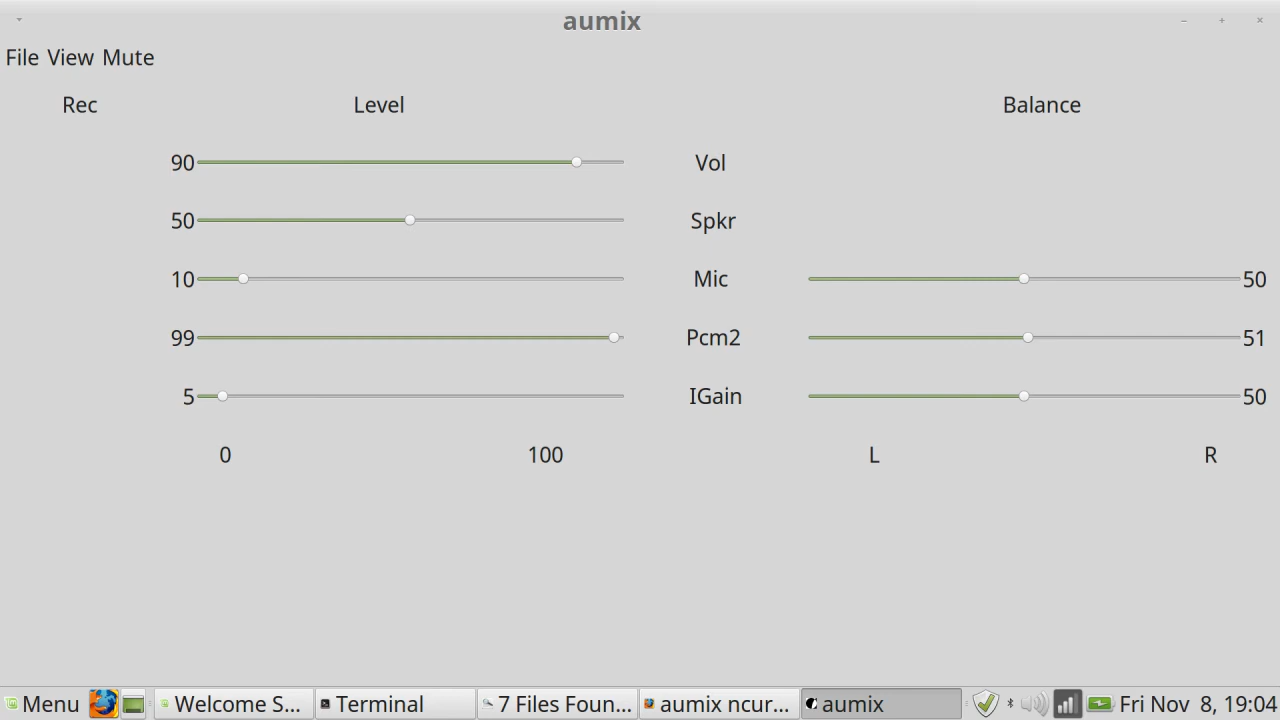 aumix
File View Mute
Rec Level Balance
90 Vol
50 Spkr
10 Mic 50
99 Pcm2 51
5 IGain 50
0 100 L R
Menu Welcome S... Terminal 7 Files Foun... aumix ncur... aumix Fri Nov 8, 19:04